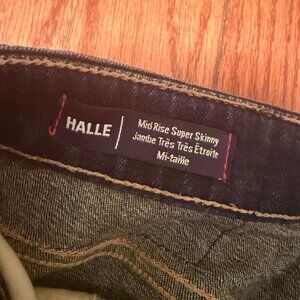 HALLE
Mid Rise Super Skinny
Jambe Très Très Étroite
Mi-taille